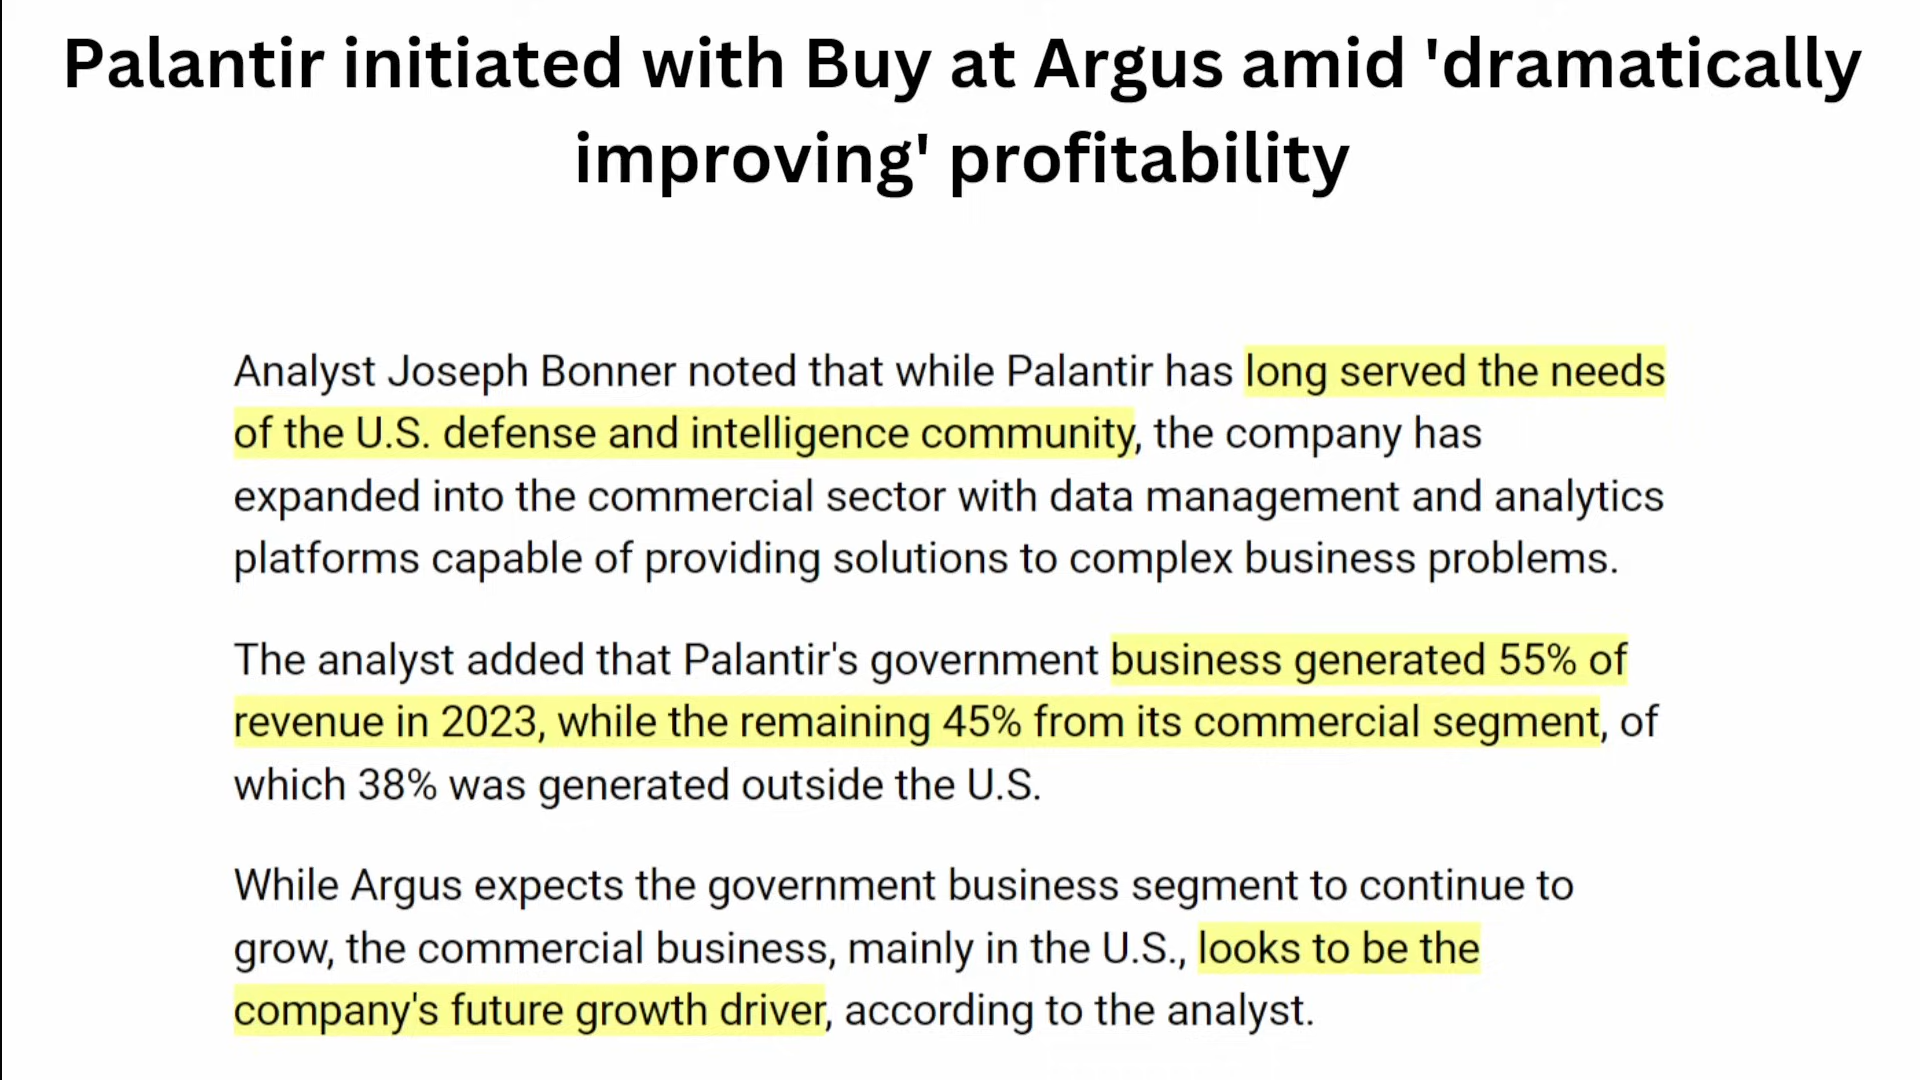 Palantir initiated with Buy at Argus amid 'dramatically
improving' profitability
Analyst Joseph Bonner noted that while Palantir has long served the needs
of the U.S. defense and intelligence community, the company has
expanded into the commercial sector with data management and analytics
platforms capable of providing solutions to complex business problems.
The analyst added that Palantir's government business generated 55% of
revenue in 2023, while the remaining 45% from its commercial segment, of
which 38% was generated outside the U.S.
While Argus expects the government business segment to continue to
grow, the commercial business, mainly in the U.S., looks to be the
company's future growth driver, according to the analyst.